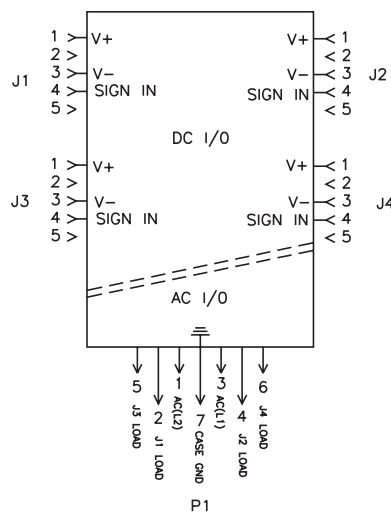 1 V+ V+ 1
2 2
J1 3 V- V- 3 J2
4 SIGN IN SIGN IN 4
5 5
DC I/O
1 V+ V+ 1
2 2
J3 3 V- V- 3 J4
4 SIGN IN SIGN IN 4
5 5
AC I/O
5 J3 LOAD
2 J1 LOAD
1 AC(L2)
7 CASE GND
3 AC(L1)
4 J2 LOAD
6 J4 LOAD
P1